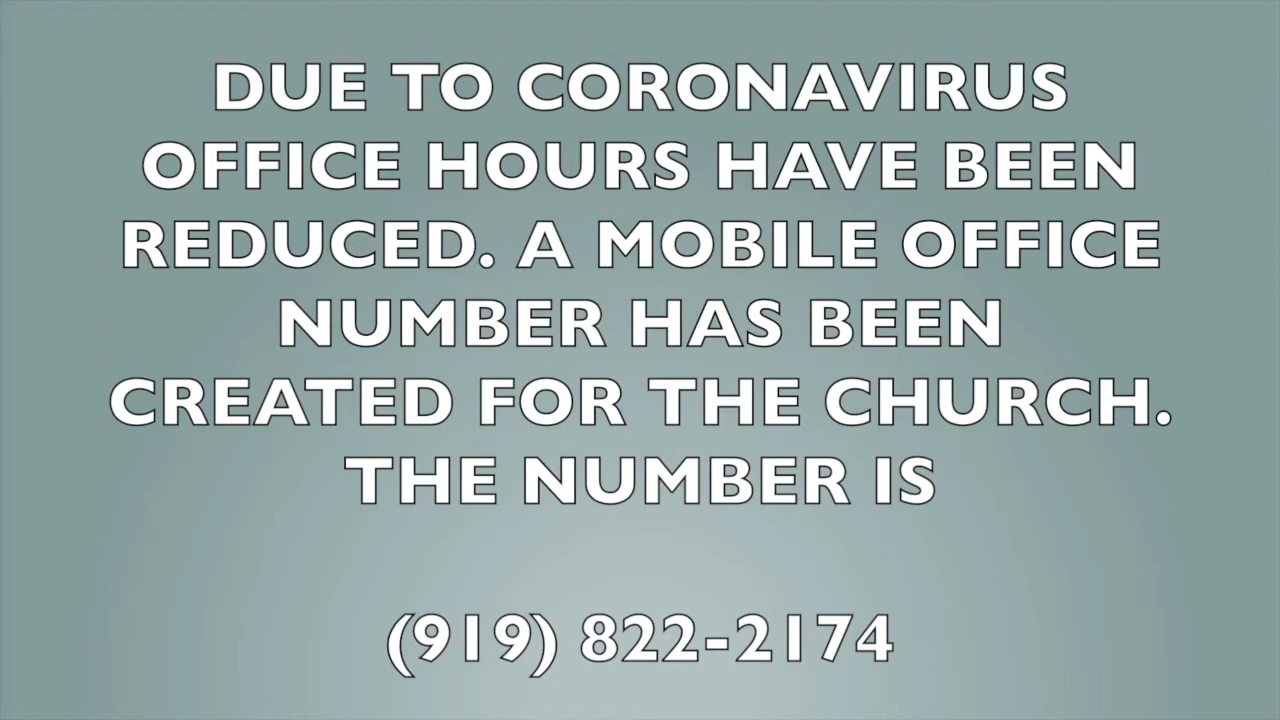 DUE TO CORONAVIRUS
OFFICE HOURS HAVE BEEN
REDUCED. A MOBILE OFFICE
NUMBER HAS BEEN
CREATED FOR THE CHURCH.
THE NUMBER IS
(919) 822-2174